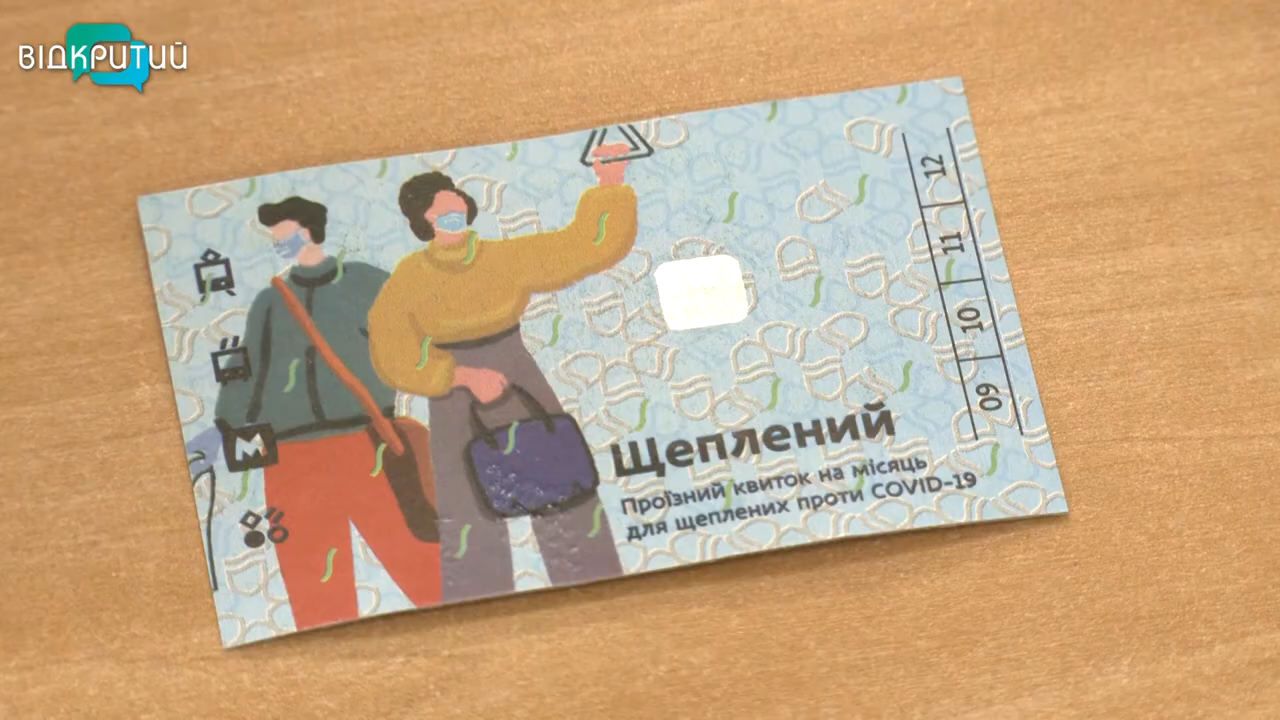 ВІДКРИТИЙ
12
11
10
09
М
Щеплений
Проїзний квиток на місяць
для щеплених проти COVID-19